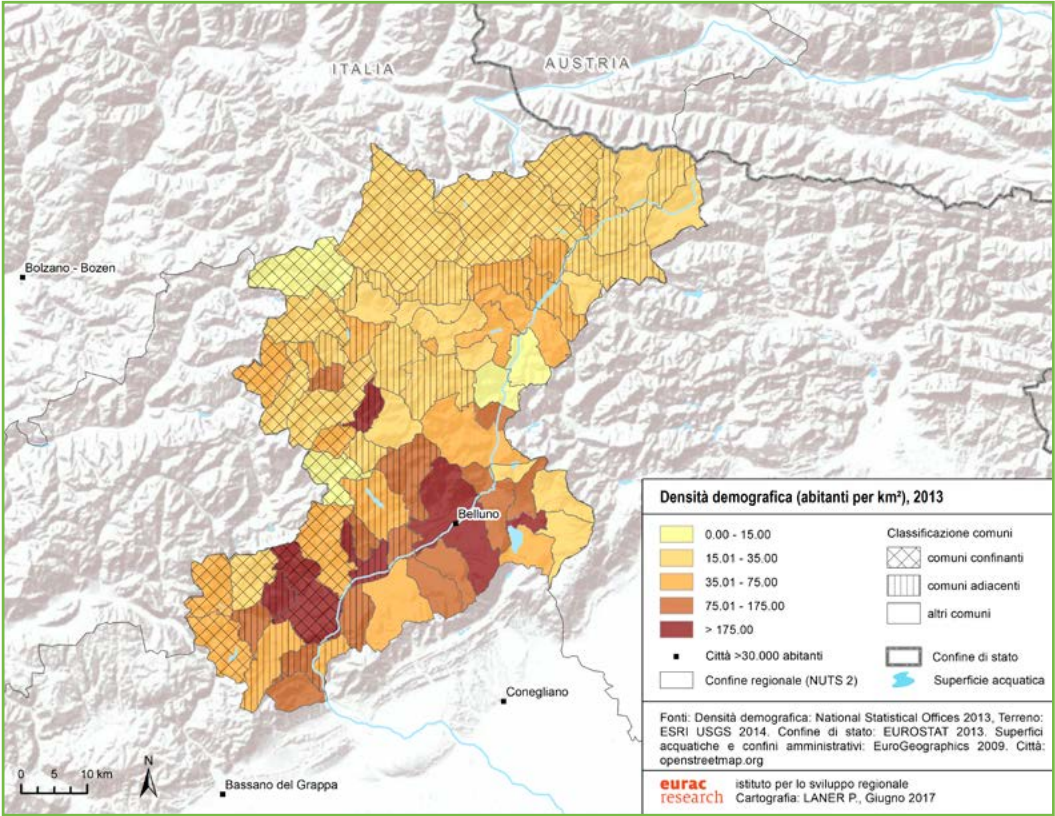 ITALIA
AUSTRIA
Bolzano - Bozen
Belluno
Conegliano
Bassano del Grappa
0 5 10 km
N
Densità demografica (abitanti per km²), 2013
0.00 - 15.00
15.01 - 35.00
35.01 - 75.00
75.01 - 175.00
> 175.00
Città >30.000 abitanti
Confine regionale (NUTS 2)
Classificazione comuni
comuni confinanti
comuni adiacenti
altri comuni
Confine di stato
Superficie acquatica
Fonti: Densità demografica: National Statistical Offices 2013, Terreno:
ESRI USGS 2014. Confine di stato: EUROSTAT 2013. Superfici
acquatiche e confini amministrativi: EuroGeographics 2009. Città:
openstreetmap.org
eurac
research
istituto per lo sviluppo regionale
Cartografia: LANER P., Giugno 2017